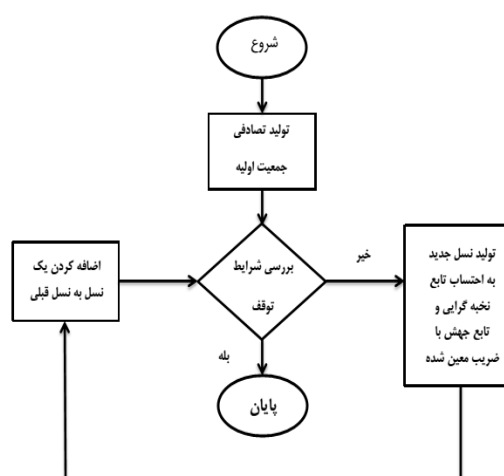 شروع
تولید تصادفی
جمعیت اولیه
بررسی شرایط
توقف
خیر
تولید نسل جدید
به احتساب تابع
نخبه گرایی و
تابع جهش با
ضریب معین شده
اضافه کردن یک
نسل به نسل قبلی
بله
پایان